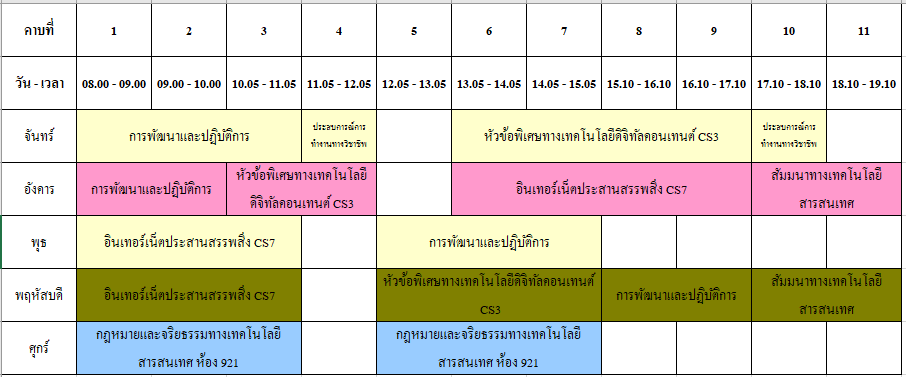 คาบที่ 1 2 3 4 5 6 7 8 9 10 11
วัน - เวลา 08.00 - 09.00 09.00 - 10.00 10.05 - 11.05 11.05 - 12.05 12.05 - 13.05 13.05 - 14.05 14.05 - 15.05 15.10 - 16.10 16.10 - 17.10 17.10 - 18.10 18.10 - 19.10
จันทร์
การพัฒนาและปฏิบัติการ
ประสบการณ์การ
ทำงานทางวิชาชีพ
หัวข้อพิเศษทางเทคโนโลยีดิจิทัลคอนเทนต์ CS3
ประสบการณ์การ
ทำงานทางวิชาชีพ
อังคาร
การพัฒนาและปฏิบัติการ
หัวข้อพิเศษทางเทคโนโลยี
ดิจิทัลคอนเทนต์ CS3
อินเทอร์เน็ตประสานสรรพสิ่ง CS7
สัมมนาทางเทคโนโลยี
สารสนเทศ
พุธ
อินเทอร์เน็ตประสานสรรพสิ่ง CS7
การพัฒนาและปฏิบัติการ
พฤหัสบดี
อินเทอร์เน็ตประสานสรรพสิ่ง CS7
หัวข้อพิเศษทางเทคโนโลยีดิจิทัลคอนเทนต์
CS3
การพัฒนาและปฏิบัติการ
สัมมนาทางเทคโนโลยี
สารสนเทศ
ศุกร์
กฎหมายและจริยธรรมทางเทคโนโลยี
สารสนเทศ ห้อง 921
กฎหมายและจริยธรรมทางเทคโนโลยี
สารสนเทศ ห้อง 921